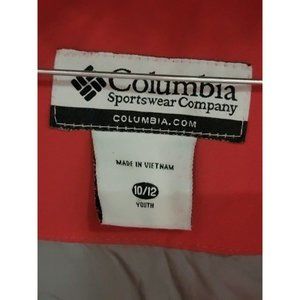 Columbia
Sportswear Company
COLUMBIA.COM
MADE IN VIETNAM
10/12
YOUTH